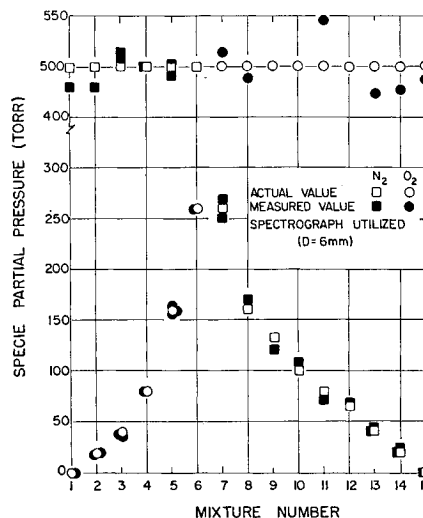 550
500
400
300
250
200
150
100
50
0
SPECIE PARTIAL PRESSURE (TORR)
N2 O2
ACTUAL VALUE
MEASURED VALUE
SPECTROGRAPH UTILIZED
(D=6mm)
1 2 3 4 5 6 7 8 9 10 11 12 13 14 15
MIXTURE NUMBER